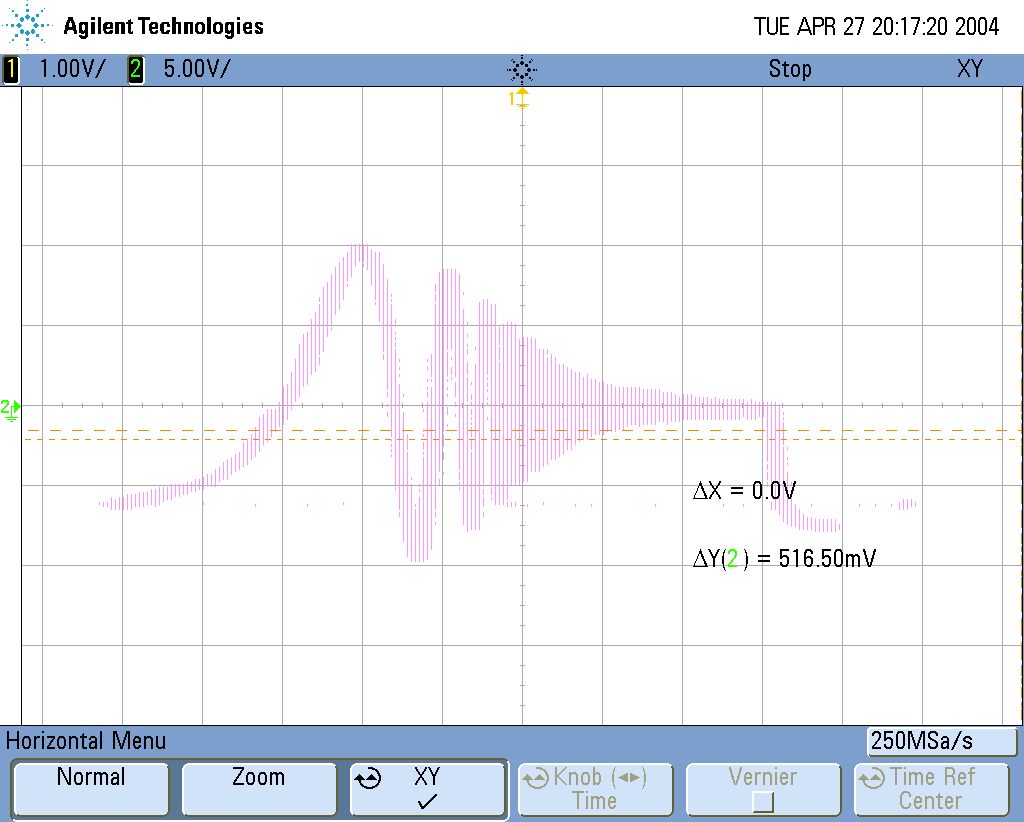 Agilent Technologies TUE APR 27 20:17:20 2004
1 1.00V/ 2 5.00V/ Stop XY
1
2
ΔX = 0.0V
ΔY(2) = 516.50mV
Horizontal Menu 250MSa/s
Normal Zoom XY Knob (◂▸) Vernier Time Ref
Time Center